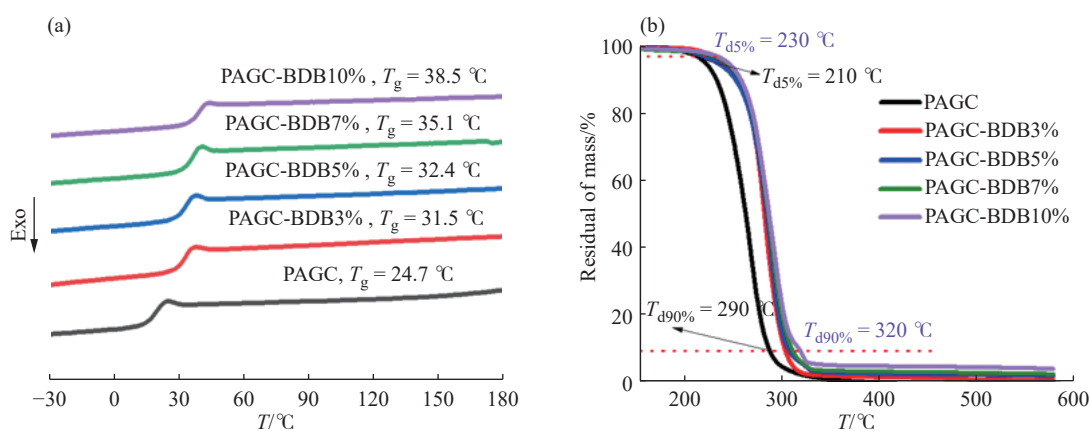 (a)
PAGC-BDB10% , Tg = 38.5 ℃
PAGC-BDB7% , Tg = 35.1 ℃
PAGC-BDB5% , Tg = 32.4 ℃
PAGC-BDB3% , Tg = 31.5 ℃
PAGC, Tg = 24.7 ℃
Exo
−30 0 30 60 90 120 150 180
T/℃
(b)
Td5% = 230 ℃
Td5% = 210 ℃
PAGC
PAGC-BDB3%
PAGC-BDB5%
PAGC-BDB7%
PAGC-BDB10%
Td90% = 290 ℃
Td90% = 320 ℃
Residual of mass/%
100
80
60
40
20
0
200 300 400 500 600
T/℃